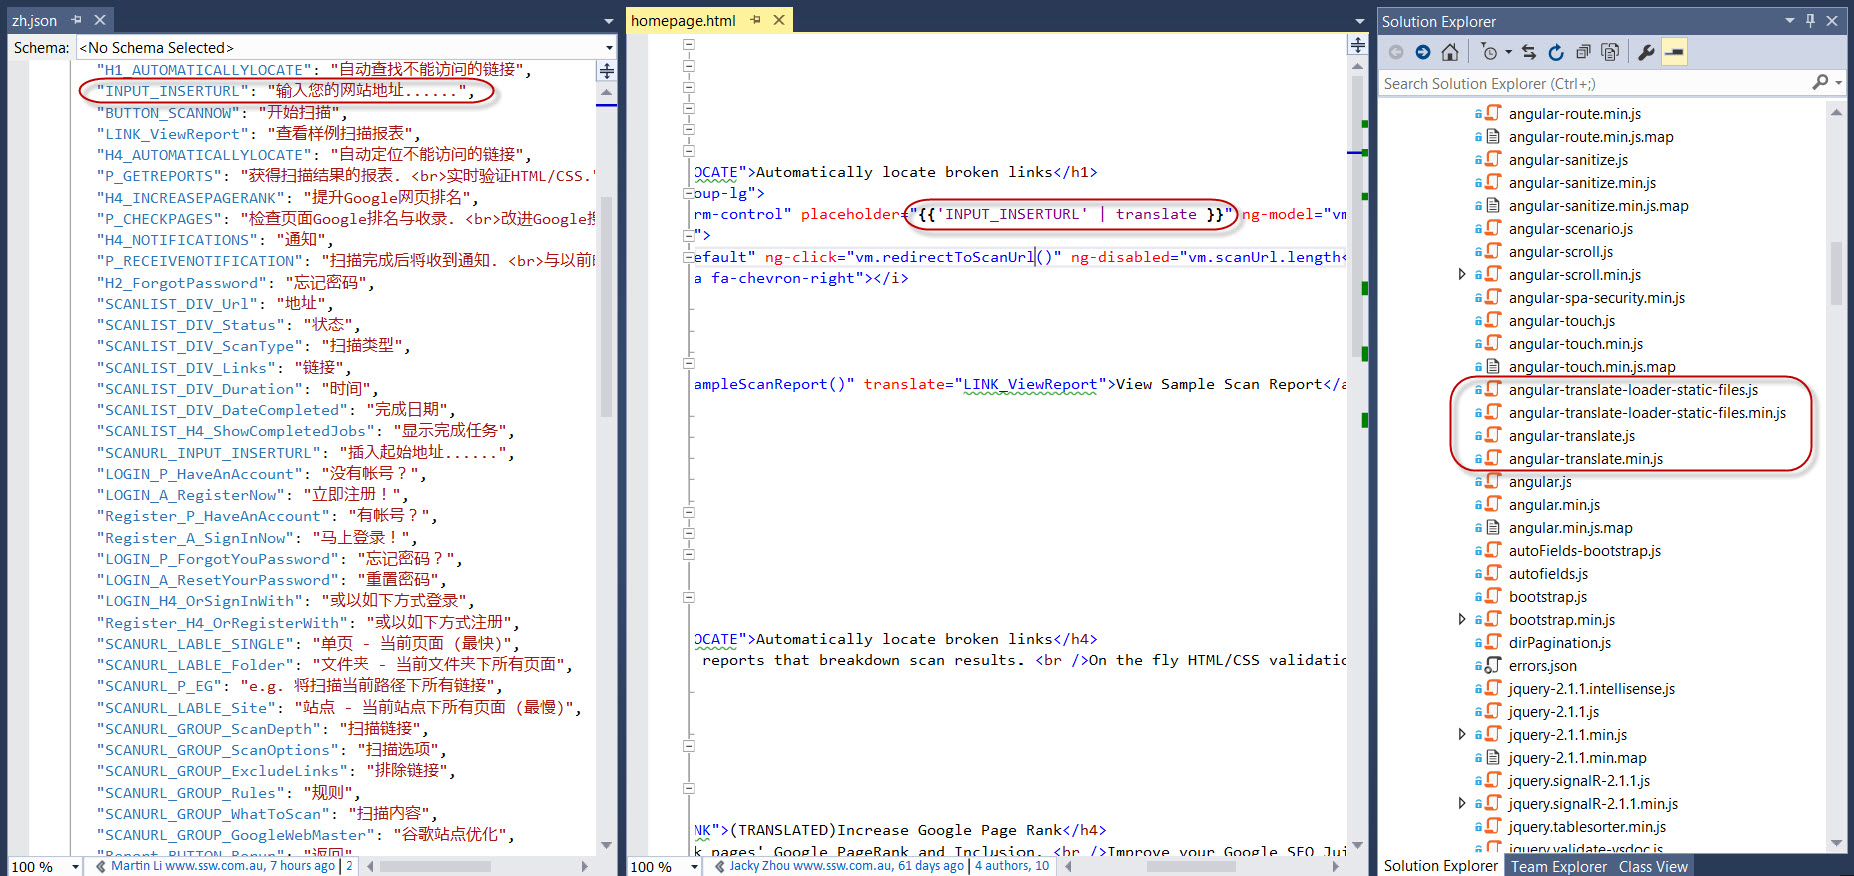 zh.json
Schema: <No Schema Selected>
"H1_AUTOMATICALLYLOCATE": "自动查找不能访问的链接",
"INPUT_INSERTURL": "输入您的网站地址......",
"BUTTON_SCANNOW": "开始扫描",
"LINK_ViewReport": "查看样例扫描报表",
"H4_AUTOMATICALLYLOCATE": "自动定位不能访问的链接",
"P_GETREPORTS": "获得扫描结果的报表. <br>实时验证HTML/CSS."
"H4_INCREASEPAGERANK": "提升Google网页排名",
"P_CHECKPAGES": "检查页面Google排名与收录. <br>改进Google搜
"H4_NOTIFICATIONS": "通知",
"P_RECEIVENOTIFICATION": "扫描完成后将收到通知. <br>与以前
"H2_ForgotPassword": "忘记密码",
"SCANLIST_DIV_Url": "地址",
"SCANLIST_DIV_Status": "状态",
"SCANLIST_DIV_ScanType": "扫描类型",
"SCANLIST_DIV_Links": "链接",
"SCANLIST_DIV_Duration": "时间",
"SCANLIST_DIV_DateCompleted": "完成日期",
"SCANLIST_H4_ShowCompletedJobs": "显示完成任务",
"SCANURL_INPUT_INSERTURL": "插入起始地址......",
"LOGIN_P_HaveAnAccount": "没有帐号？",
"LOGIN_A_RegisterNow": "立即注册！",
"Register_P_HaveAnAccount": "有帐号？",
"Register_A_SignInNow": "马上登录！",
"LOGIN_P_ForgotYouPassword": "忘记密码？",
"LOGIN_A_ResetYourPassword": "重置密码",
"LOGIN_H4_OrSignInWith": "或以如下方式登录",
"Register_H4_OrRegisterWith": "或以如下方式注册",
"SCANURL_LABLE_SINGLE": "单页 - 当前页面 (最快)",
"SCANURL_LABLE_Folder": "文件夹 - 当前文件夹下所有页面",
"SCANURL_P_EG": "e.g. 将扫描当前路径下所有链接",
"SCANURL_LABLE_Site": "站点 - 当前站点下所有页面 (最慢)",
"SCANURL_GROUP_ScanDepth": "扫描链接",
"SCANURL_GROUP_ScanOptions": "扫描选项",
"SCANURL_GROUP_ExcludeLinks": "排除链接",
"SCANURL_GROUP_Rules": "规则",
"SCANURL_GROUP_WhatToScan": "扫描内容",
"SCANURL_GROUP_GoogleWebMaster": "谷歌站点优化",
"Report_BUTTON_Rerun": "返回"
100 % Martin Li www.ssw.com.au, 7 hours ago | 2
homepage.html
OCATE">Automatically locate broken links</h1>
oup-lg">
rm-control" placeholder="{{'INPUT_INSERTURL' | translate }}" ng-model="vm
">
efault" ng-click="vm.redirectToScanUrl()" ng-disabled="vm.scanUrl.length<
a fa-chevron-right"></i>
ampleScanReport()" translate="LINK_ViewReport">View Sample Scan Report</a
OCATE">Automatically locate broken links</h4>
reports that breakdown scan results. <br />On the fly HTML/CSS validatio
NK">(TRANSLATED)Increase Google Page Rank</h4>
k pages' Google PageRank and Inclusion. <br />Improve your Google SEO Jui
100 % Jacky Zhou www.ssw.com.au, 61 days ago | 4 authors, 10
Solution Explorer
Search Solution Explorer (Ctrl+;)
angular-route.min.js
angular-route.min.js.map
angular-sanitize.js
angular-sanitize.min.js
angular-sanitize.min.js.map
angular-scenario.js
angular-scroll.js
angular-scroll.min.js
angular-spa-security.min.js
angular-touch.js
angular-touch.min.js
angular-touch.min.js.map
angular-translate-loader-static-files.js
angular-translate-loader-static-files.min.js
angular-translate.js
angular-translate.min.js
angular.js
angular.min.js
angular.min.js.map
autoFields-bootstrap.js
autofields.js
bootstrap.js
bootstrap.min.js
dirPagination.js
errors.json
jquery-2.1.1.intellisense.js
jquery-2.1.1.js
jquery-2.1.1.min.js
jquery-2.1.1.min.map
jquery.signalR-2.1.1.js
jquery.signalR-2.1.1.min.js
jquery.tablesorter.min.js
jquery.validate-vsdoc.js
Solution Explorer Team Explorer Class View